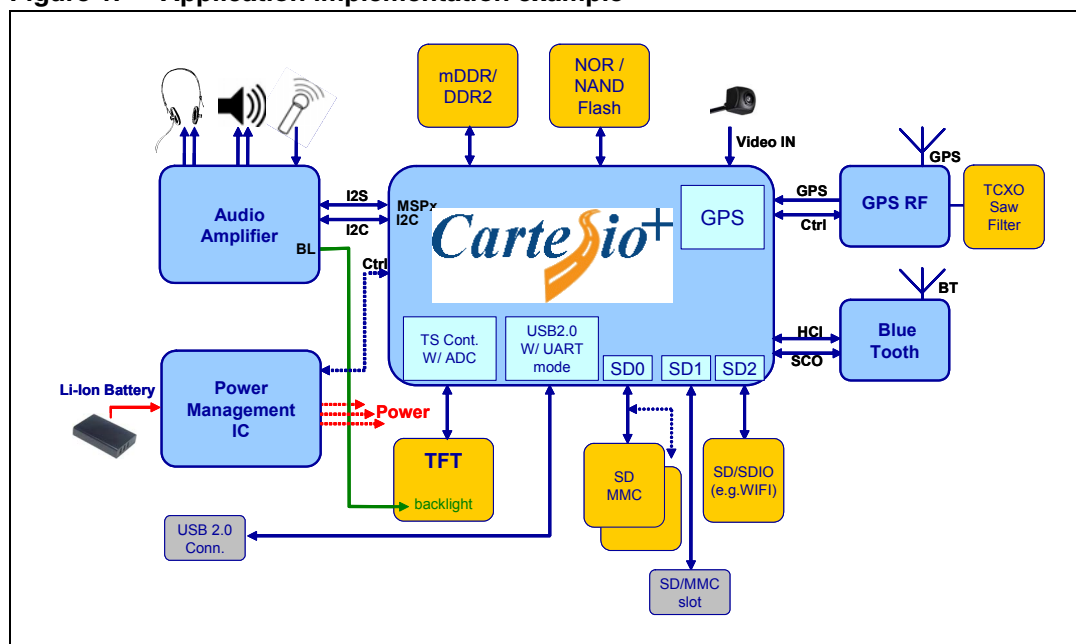 mDDR/
DDR2
NOR /
NAND
Flash
Video IN
GPS
GPS RF
TCXO
Saw
Filter
GPS
Ctrl
GPS
Audio
Amplifier
BL
I2S
I2C
MSPx
I2C
Cartesio+
Ctrl
BT
Blue
Tooth
HCI
SCO
TS Cont.
W/ ADC
USB2.0
W/ UART
mode
SD0
SD1
SD2
Li-Ion Battery
Power
Management
IC
Power
TFT
backlight
SD
MMC
SD/SDIO
(e.g.WIFI)
USB 2.0
Conn.
SD/MMC
slot